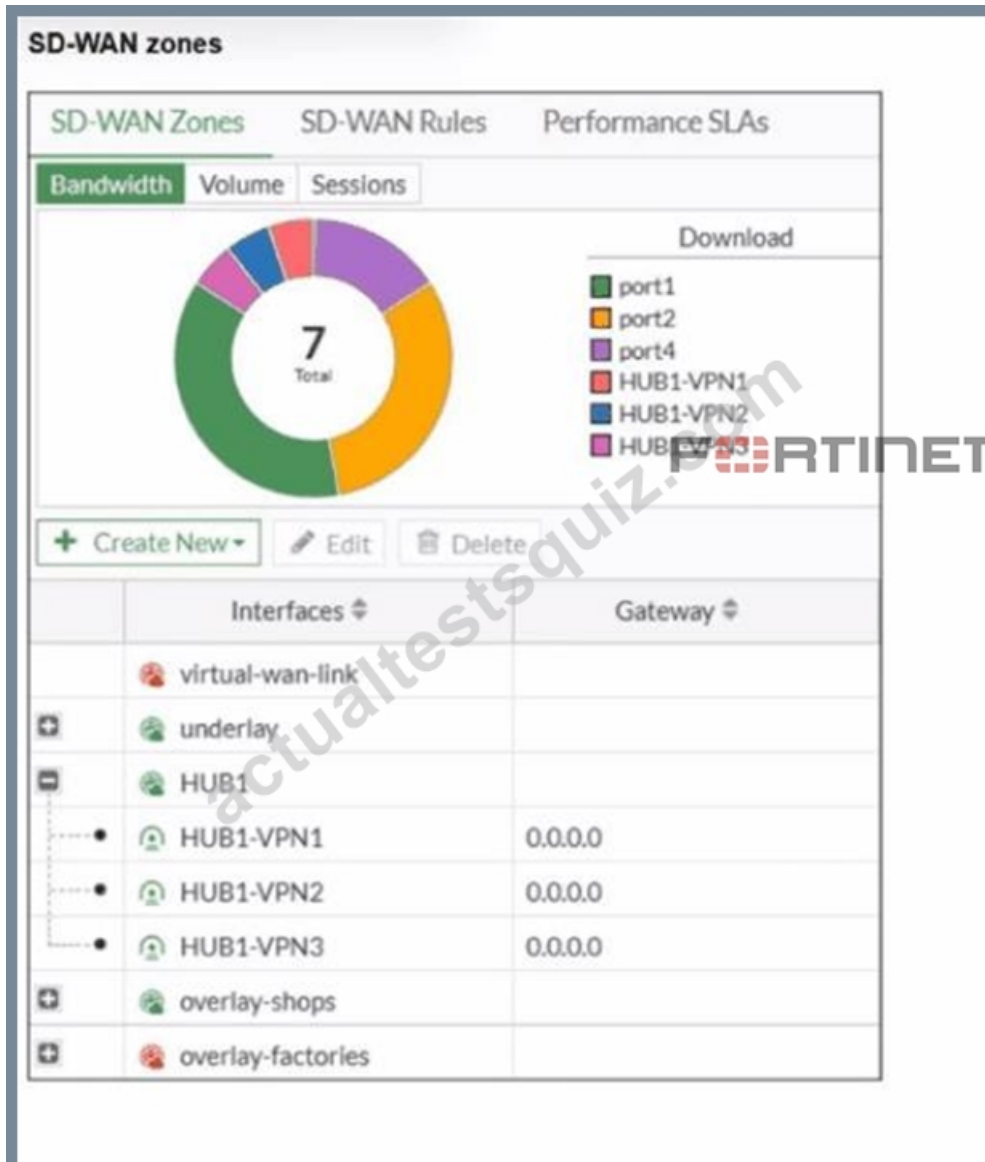 SD-WAN zones
SD-WAN Zones SD-WAN Rules Performance SLAs
Bandwidth Volume Sessions
Download
7
Total
port1
port2
port4
HUB1-VPN1
HUB1-VPN2
HUB1-VPN3
FORTINET
+ Create New Edit Delete
Interfaces Gateway
virtual-wan-link
underlay
HUB1
HUB1-VPN1 0.0.0.0
HUB1-VPN2 0.0.0.0
HUB1-VPN3 0.0.0.0
overlay-shops
overlay-factories
actualtestsquiz.com